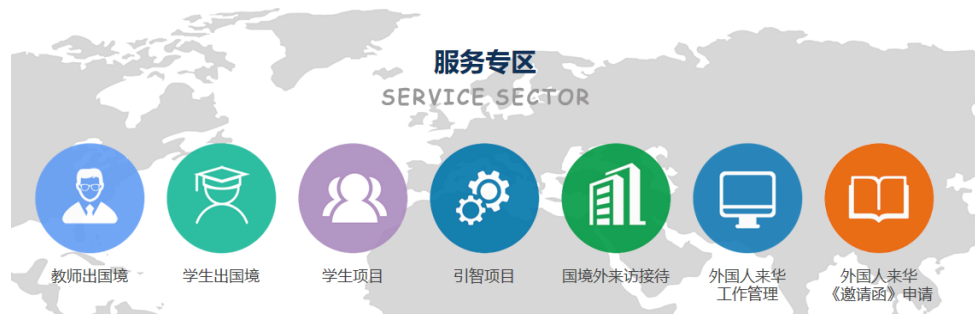 服务专区
SERVICE SECTOR
教师出国境
学生出国境
学生项目
引智项目
国境外来访接待
外国人来华
工作管理
外国人来华
《邀请函》申请